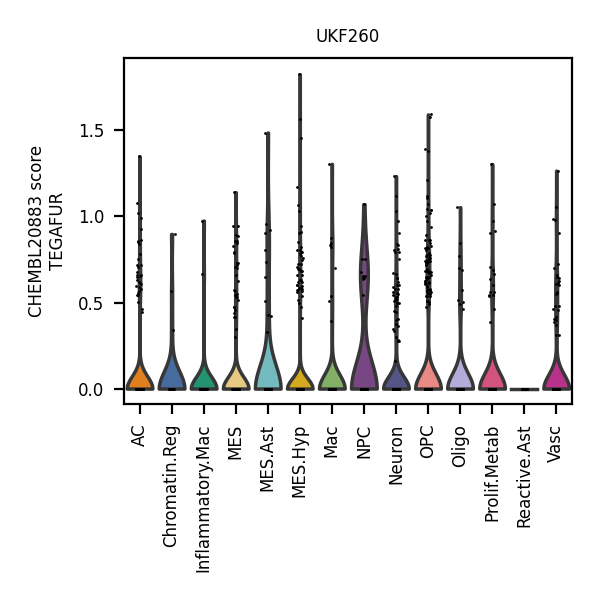 UKF260
CHEMBL20883 score
TEGAFUR
1.5
1.0
0.5
0.0
AC
Chromatin.Reg
Inflammatory.Mac
MES
MES.Ast
MES.Hyp
Mac
NPC
Neuron
OPC
Oligo
Prolif.Metab
Reactive.Ast
Vasc